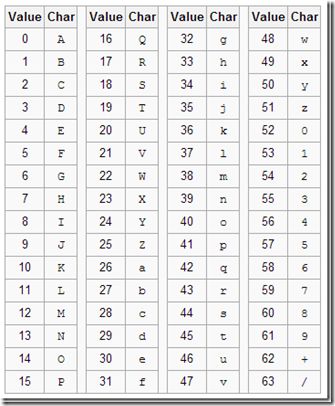 Value Char Value Char Value Char Value Char
0 A 16 Q 32 g 48 w
1 B 17 R 33 h 49 x
2 C 18 S 34 i 50 y
3 D 19 T 35 j 51 z
4 E 20 U 36 k 52 0
5 F 21 V 37 l 53 1
6 G 22 W 38 m 54 2
7 H 23 X 39 n 55 3
8 I 24 Y 40 o 56 4
9 J 25 Z 41 p 57 5
10 K 26 a 42 q 58 6
11 L 27 b 43 r 59 7
12 M 28 c 44 s 60 8
13 N 29 d 45 t 61 9
14 O 30 e 46 u 62 +
15 P 31 f 47 v 63 /